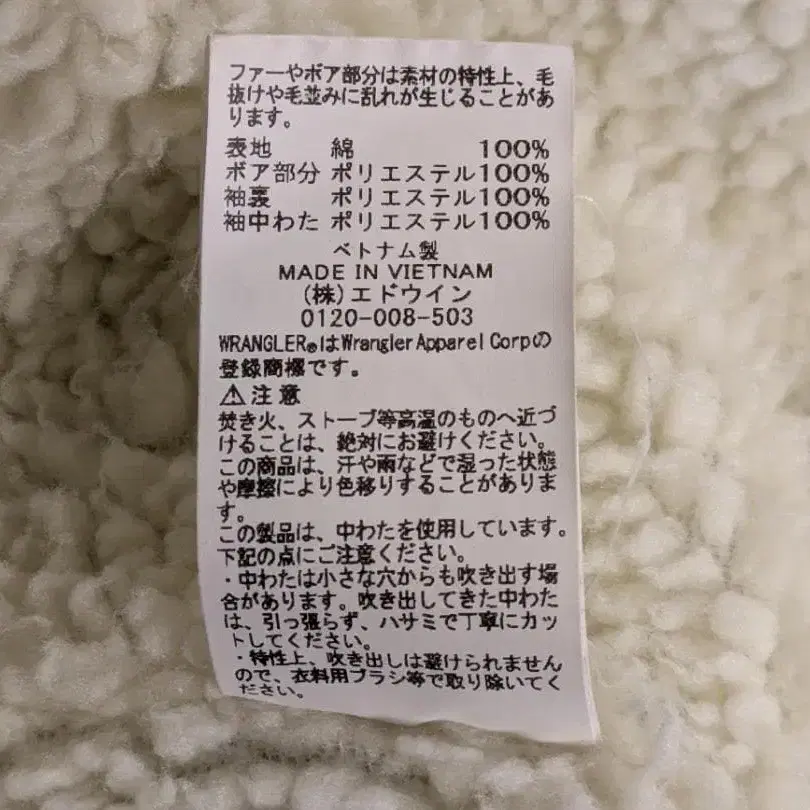 ファーやボア部分は素材の特性上、毛
抜けや毛並みに乱れが生じることがあ
ります。
表地 綿 100%
ボア部分 ポリエステル100%
袖裏 ポリエステル100%
袖中わた ポリエステル100%
ベトナム製
MADE IN VIETNAM
(株)エドウイン
0120-008-503
WRANGLER®はWrangler Apparel Corpの
登録商標です。
⚠注意
焚き火、ストーブ等高温のものへ近づ
けることは、絶対にお避けください。
この商品は、汗や雨などで湿った状態
や摩擦により色移りすることがありま
す。
この製品は、中わたを使用しています。
下記の点にご注意ください。
・中わたは小さな穴からも吹き出す場
合があります。吹き出してきた中わた
は、引っ張らず、ハサミで丁寧にカッ
トしてください。
・特性上、吹き出しは避けられません
ので、衣料用ブラシ等で取り除いてく
ださい。